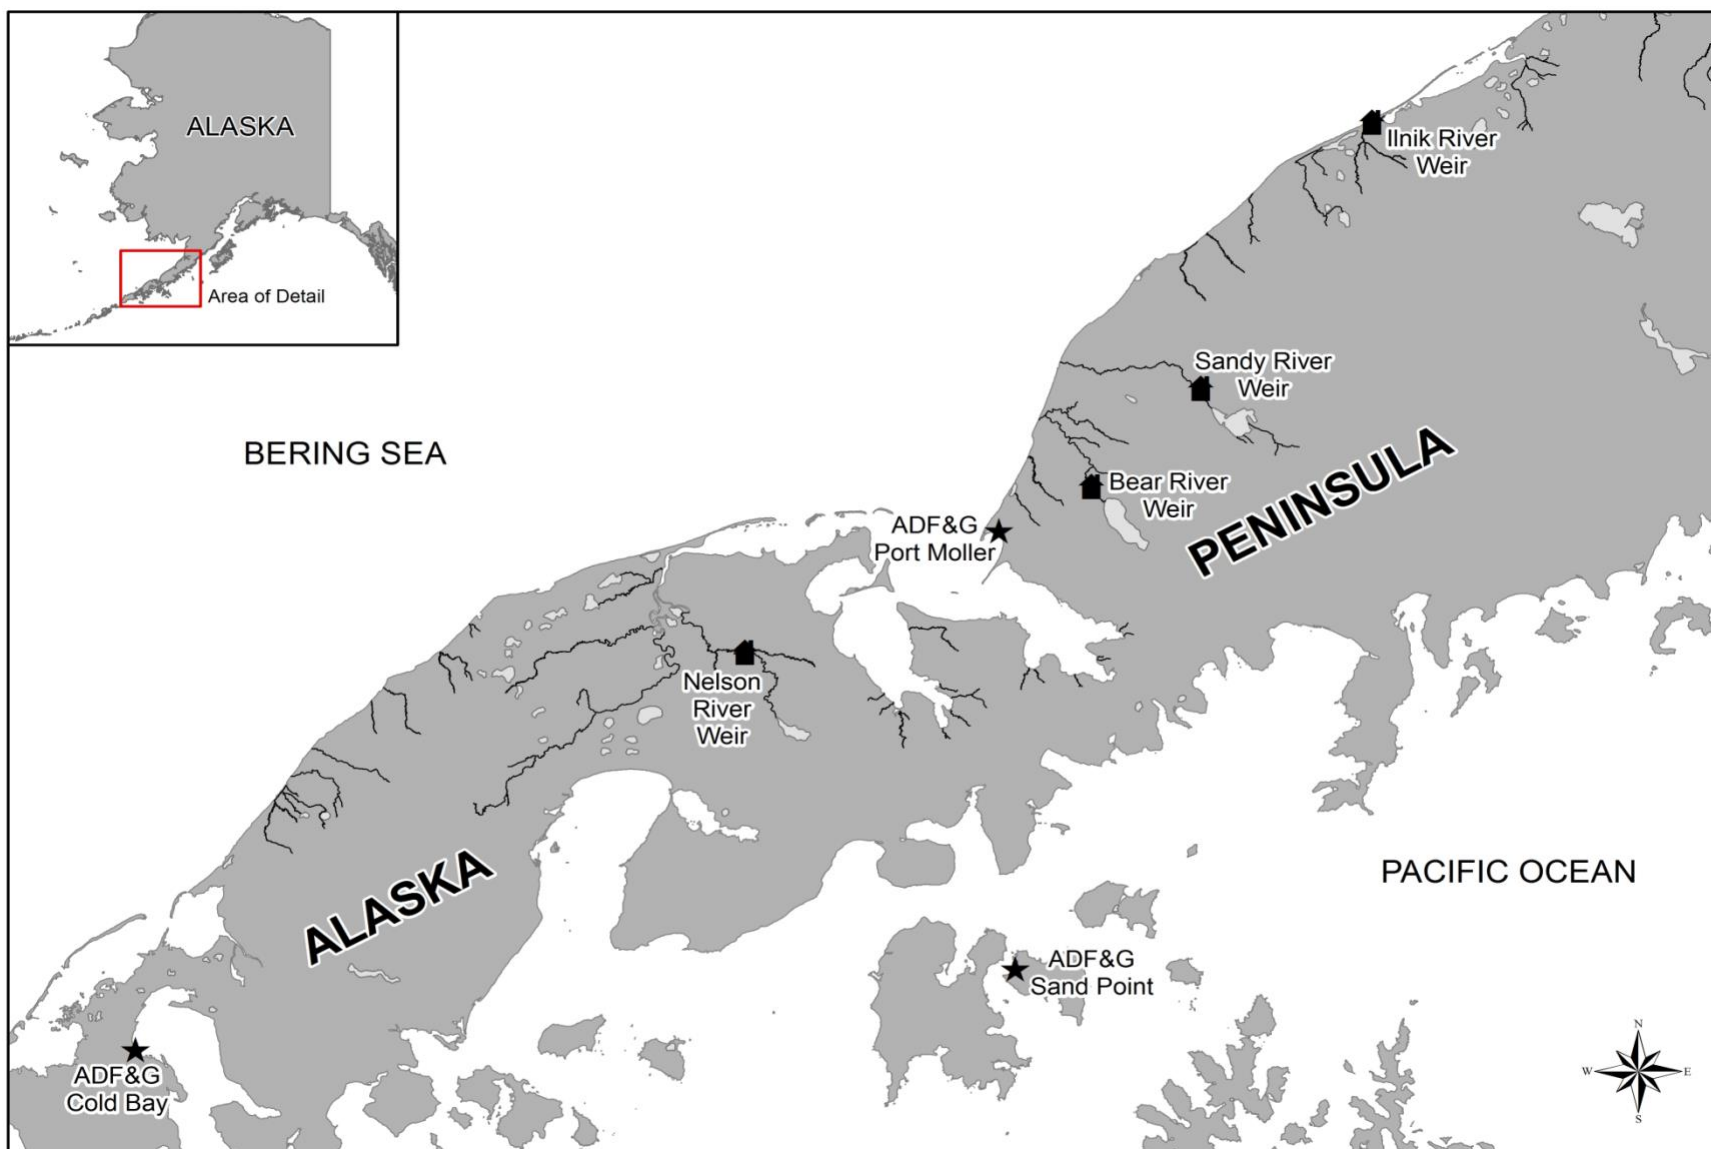 ALASKA
Area of Detail
Ilnik River
Weir
Sandy River
Weir
BERING SEA
PENINSULA
Bear River
Weir
ADF&G
Port Moller
Nelson
River
Weir
ALASKA
PACIFIC OCEAN
ADF&G
Sand Point
ADF&G
Cold Bay
N
W E
S